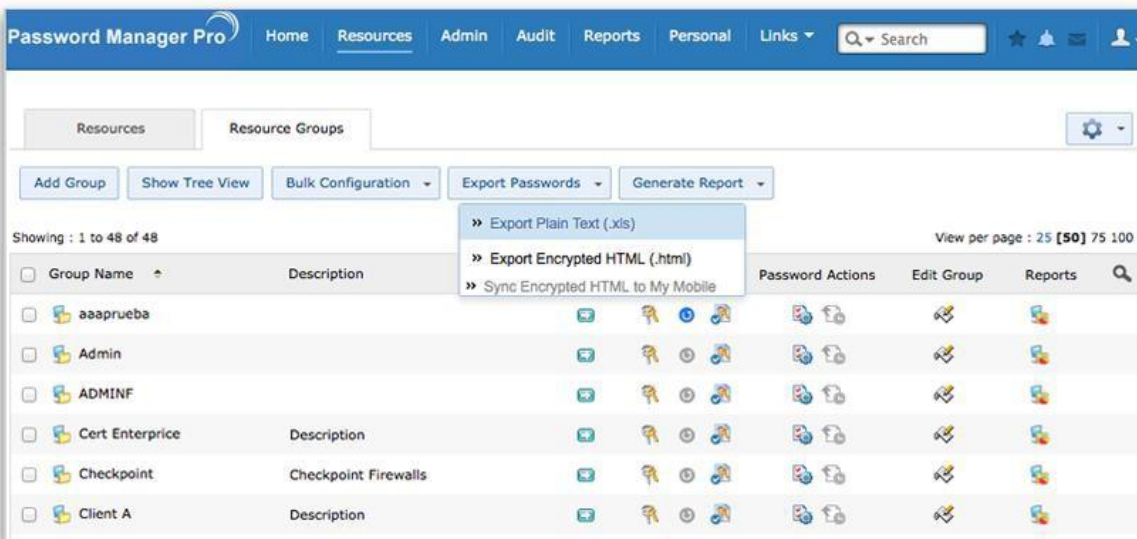 Password Manager Pro Home Resources Admin Audit Reports Personal Links Search
Resources Resource Groups
Add Group Show Tree View Bulk Configuration Export Passwords Generate Report
» Export Plain Text (.xls)
Showing : 1 to 48 of 48 View per page : 25 [50] 75 100
» Export Encrypted HTML (.html)
Group Name Description Password Actions Edit Group Reports
» Sync Encrypted HTML to My Mobile
aaaprueba
Admin
ADMINF
Cert Enterprice Description
Checkpoint Checkpoint Firewalls
Client A Description